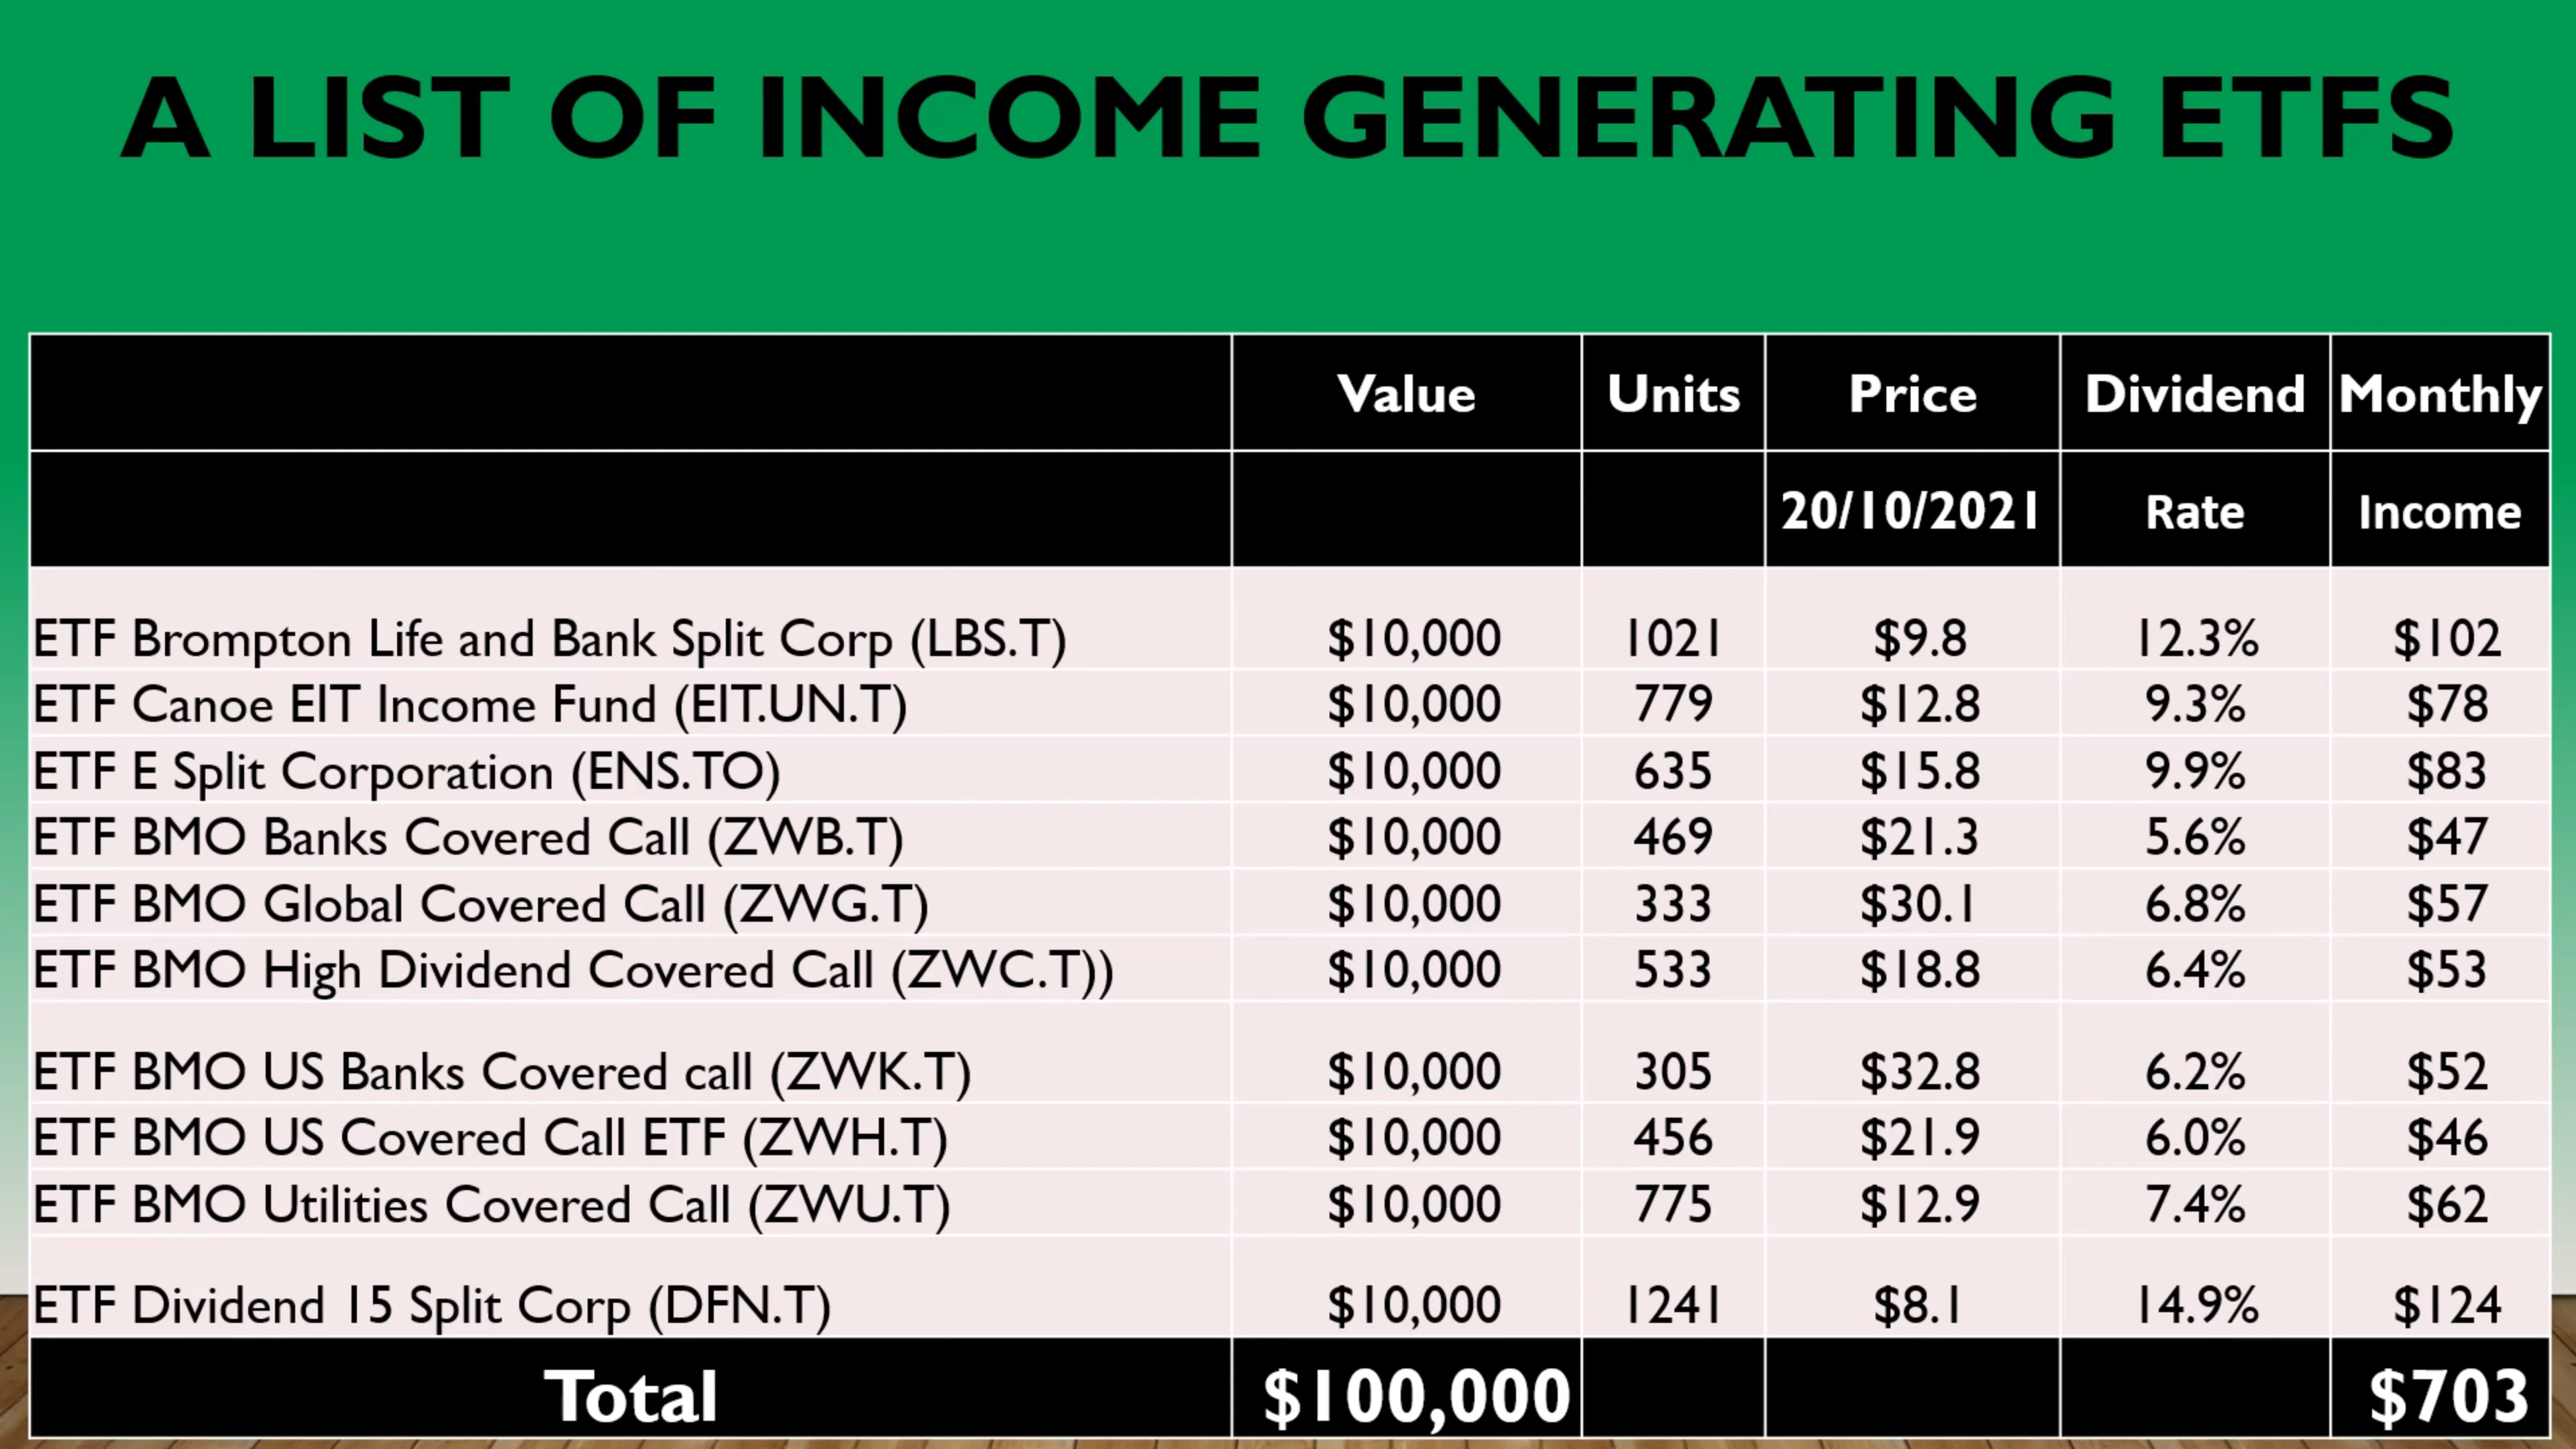 A LIST OF INCOME GENERATING ETFS
Value Units Price Dividend Monthly
20/10/2021 Rate Income
ETF Brompton Life and Bank Split Corp (LBS.T) $10,000 1021 $9.8 12.3% $102
ETF Canoe EIT Income Fund (EIT.UN.T) $10,000 779 $12.8 9.3% $78
ETF E Split Corporation (ENS.TO) $10,000 635 $15.8 9.9% $83
ETF BMO Banks Covered Call (ZWB.T) $10,000 469 $21.3 5.6% $47
ETF BMO Global Covered Call (ZWG.T) $10,000 333 $30.1 6.8% $57
ETF BMO High Dividend Covered Call (ZWC.T)) $10,000 533 $18.8 6.4% $53
ETF BMO US Banks Covered call (ZWK.T) $10,000 305 $32.8 6.2% $52
ETF BMO US Covered Call ETF (ZWH.T) $10,000 456 $21.9 6.0% $46
ETF BMO Utilities Covered Call (ZWU.T) $10,000 775 $12.9 7.4% $62
ETF Dividend 15 Split Corp (DFN.T) $10,000 1241 $8.1 14.9% $124
Total $100,000 $703